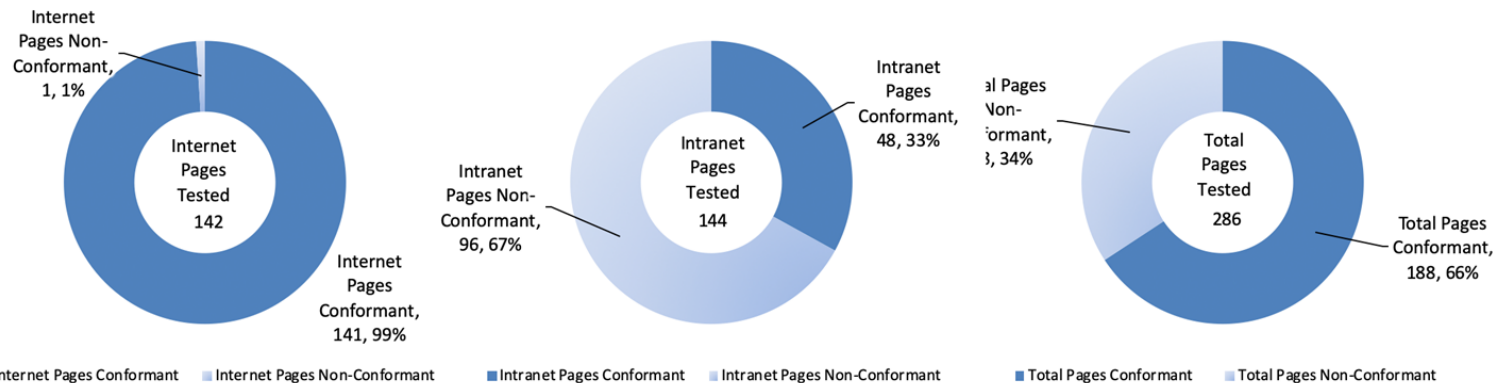 Internet
Pages Non-
Conformant,
1, 1%
Internet
Pages
Tested
142
Internet
Pages
Conformant,
141, 99%
nternet Pages Conformant
Internet Pages Non-Conformant
Intranet
Pages
Conformant,
48, 33%
Intranet
Pages
Tested
144
Intranet
Pages Non-
Conformant,
96, 67%
Intranet Pages Conformant
Intranet Pages Non-Conformant
al Pages
Non-
formant,
, 34%
Total
Pages
Tested
286
Total Pages
Conformant,
188, 66%
Total Pages Conformant
Total Pages Non-Conformant